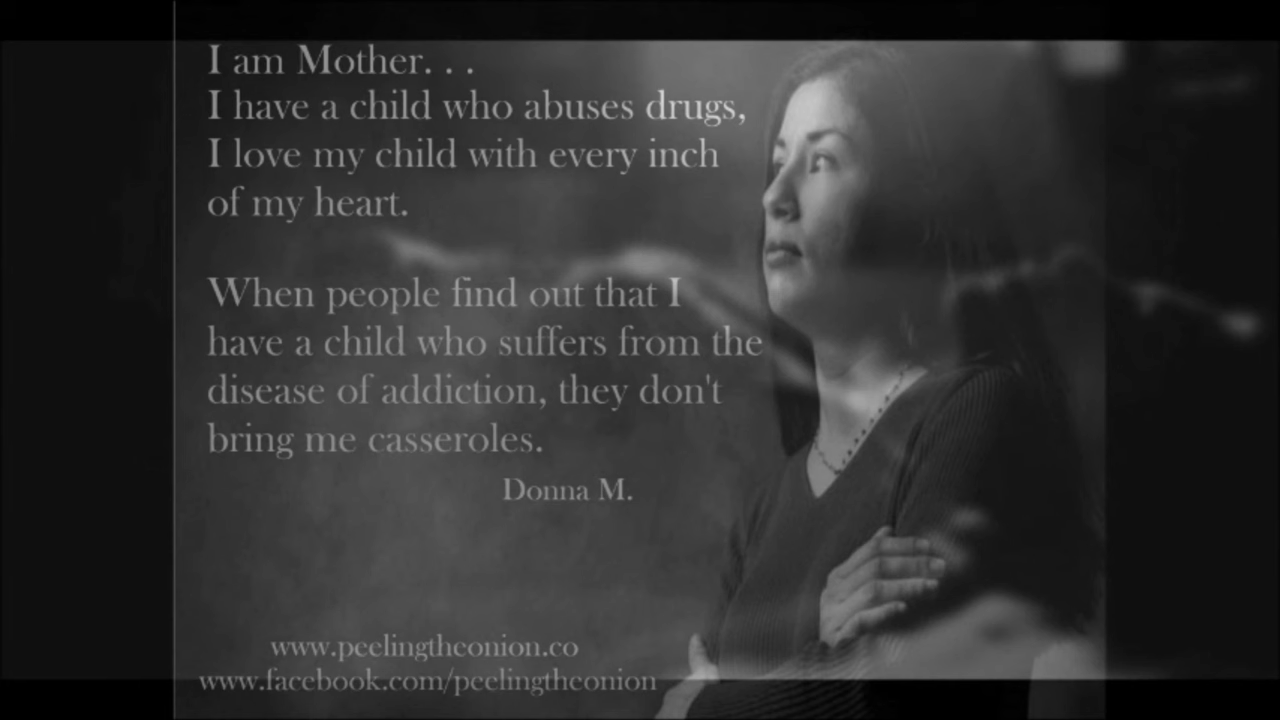 I am Mother. . .
I have a child who abuses drugs,
I love my child with every inch
of my heart.
When people find out that I
have a child who suffers from the
disease of addiction, they don't
bring me casseroles.
Donna M.
www.peelingtheonion.co
www.facebook.com/peelingtheonion